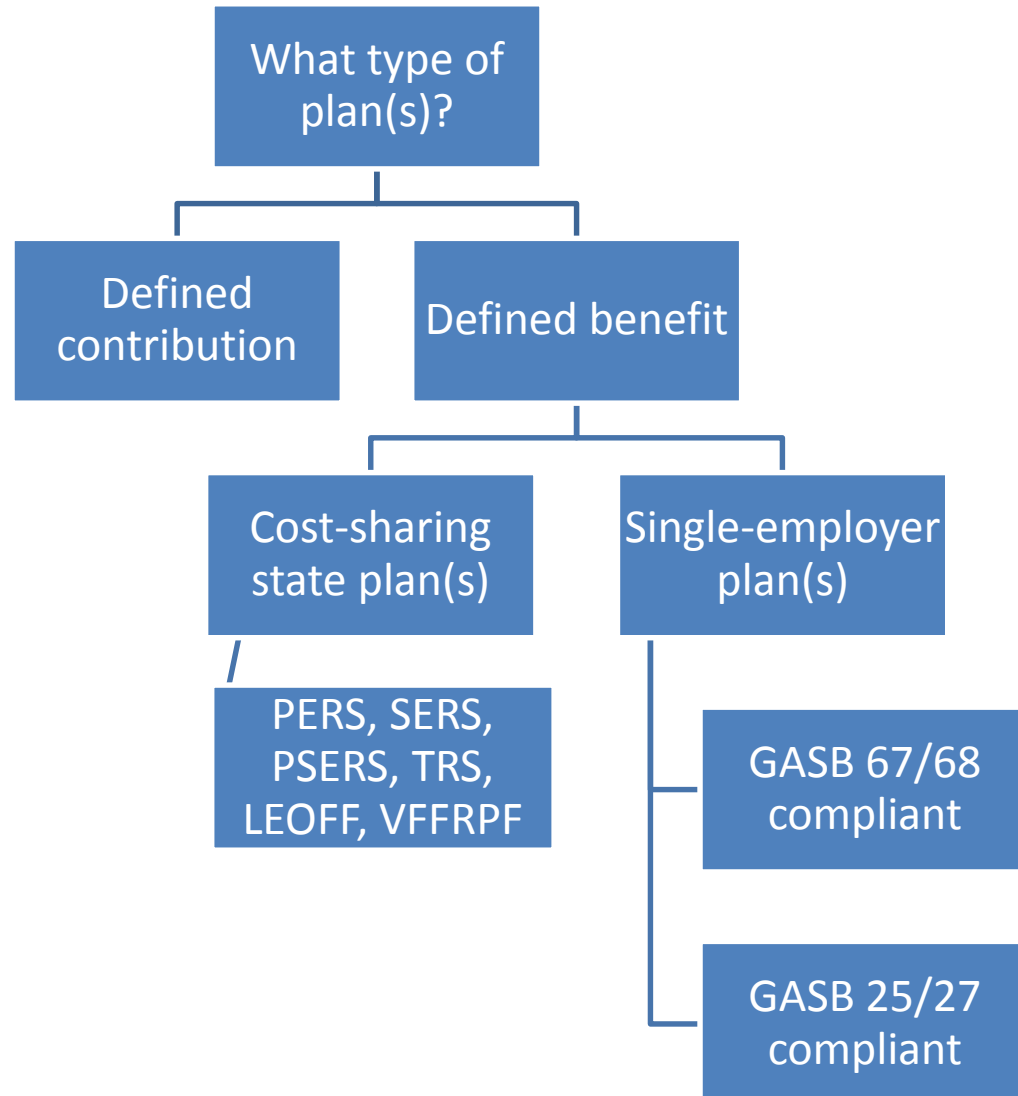 What type of
plan(s)?
Defined
contribution
Defined benefit
Cost-sharing
state plan(s)
Single-employer
plan(s)
PERS, SERS,
PSERS, TRS,
LEOFF, VFFRPF
GASB 67/68
compliant
GASB 25/27
compliant